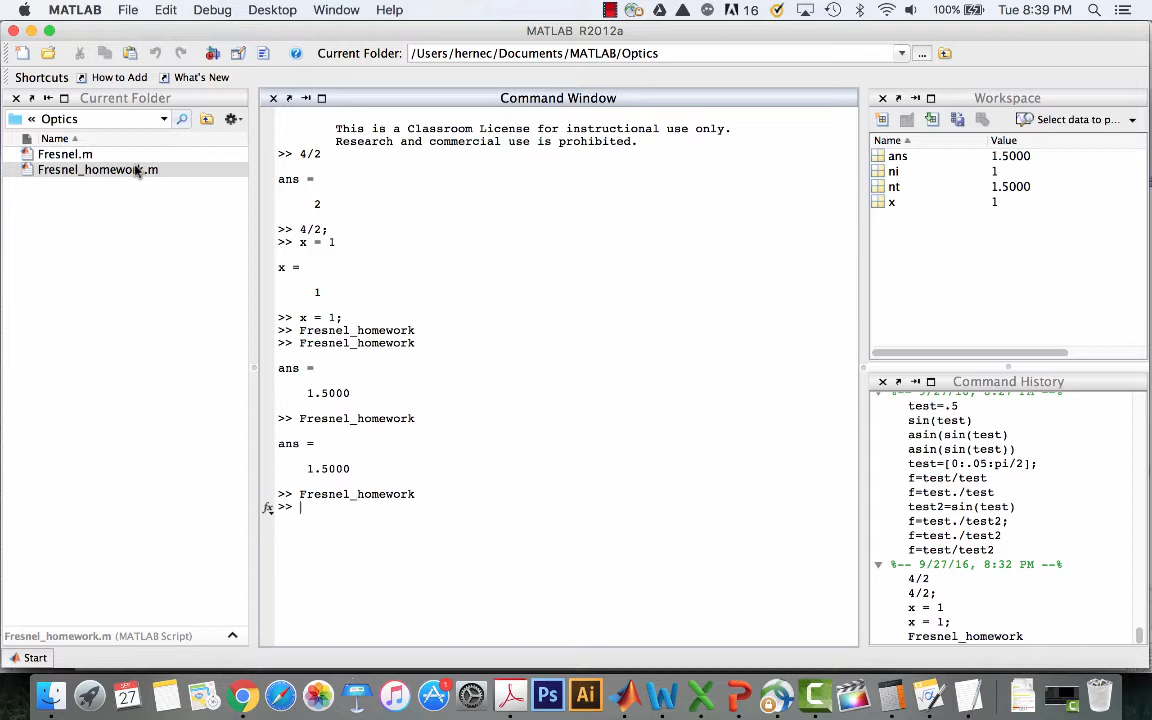 MATLAB File Edit Debug Desktop Window Help 16 100% Tue 8:39 PM
MATLAB R2012a
Current Folder: /Users/hernec/Documents/MATLAB/Optics ...
Shortcuts How to Add What's New
Current Folder
« Optics
Name
Fresnel.m
Fresnel_homework.m
Fresnel_homework.m (MATLAB Script)
Start
Command Window
This is a Classroom License for instructional use only.
Research and commercial use is prohibited.
>> 4/2
ans =
2
>> 4/2;
>> x = 1
x =
1
>> x = 1;
>> Fresnel_homework
>> Fresnel_homework
ans =
1.5000
>> Fresnel_homework
ans =
1.5000
>> Fresnel_homework
fx >>
Workspace
Select data to p...
Name Value
ans 1.5000
ni 1
nt 1.5000
x 1
Command History
test=.5
sin(test)
asin(sin(test)
asin(sin(test))
test=[0:.05:pi/2];
f=test/test
f=test./test
test2=sin(test)
f=test./test2;
f=test./test2
f=test/test2
%-- 9/27/16, 8:32 PM --%
4/2
4/2;
x = 1
x = 1;
Fresnel_homework
SEP
27
1
Ps
Ai